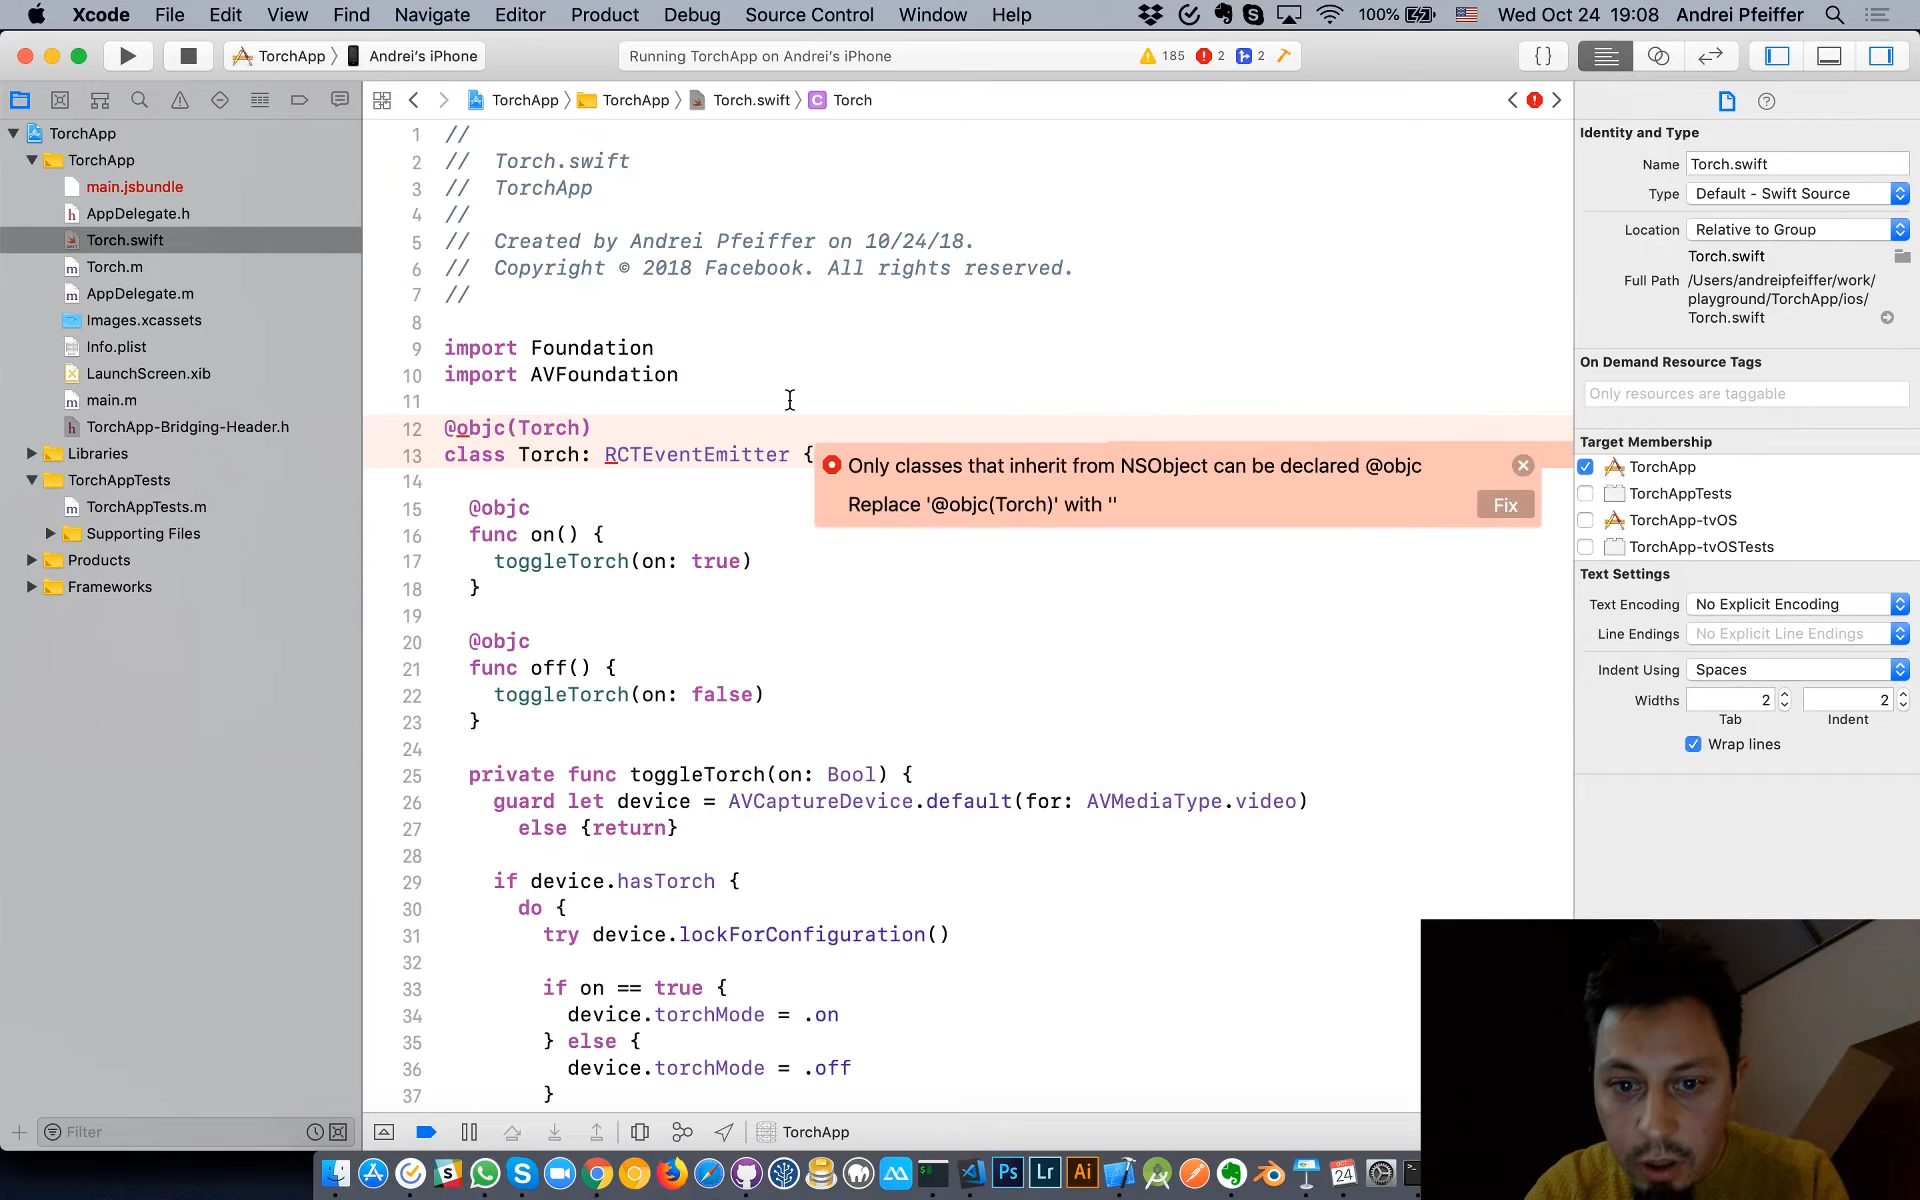 Xcode File Edit View Find Navigate Editor Product Debug Source Control Window Help 100% Wed Oct 24 19:08 Andrei Pfeiffer
TorchApp Andrei's iPhone Running TorchApp on Andrei's iPhone 185 2 2
TorchApp TorchApp Torch.swift C Torch
TorchApp
TorchApp
main.jsbundle
h AppDelegate.h
Torch.swift
m Torch.m
m AppDelegate.m
Images.xcassets
Info.plist
LaunchScreen.xib
m main.m
h TorchApp-Bridging-Header.h
Libraries
TorchAppTests
m TorchAppTests.m
Supporting Files
Products
Frameworks
Filter
1 //
2 // Torch.swift
3 // TorchApp
4 //
5 // Created by Andrei Pfeiffer on 10/24/18.
6 // Copyright © 2018 Facebook. All rights reserved.
7 //
8
9 import Foundation
10 import AVFoundation
11
12 @objc(Torch)
13 class Torch: RCTEventEmitter {
Only classes that inherit from NSObject can be declared @objc
Replace '@objc(Torch)' with '' Fix
14
15 @objc
16 func on() {
17 toggleTorch(on: true)
18 }
19
20 @objc
21 func off() {
22 toggleTorch(on: false)
23 }
24
25 private func toggleTorch(on: Bool) {
26 guard let device = AVCaptureDevice.default(for: AVMediaType.video)
27 else {return}
28
29 if device.hasTorch {
30 do {
31 try device.lockForConfiguration()
32
33 if on == true {
34 device.torchMode = .on
35 } else {
36 device.torchMode = .off
37 }
TorchApp
Identity and Type
Name Torch.swift
Type Default - Swift Source
Location Relative to Group
Torch.swift
Full Path /Users/andreipfeiffer/work/
playground/TorchApp/ios/
Torch.swift
On Demand Resource Tags
Only resources are taggable
Target Membership
TorchApp
TorchAppTests
TorchApp-tvOS
TorchApp-tvOSTests
Text Settings
Text Encoding No Explicit Encoding
Line Endings No Explicit Line Endings
Indent Using Spaces
Widths 2 2
Tab Indent
Wrap lines
Ps Lr Ai 24